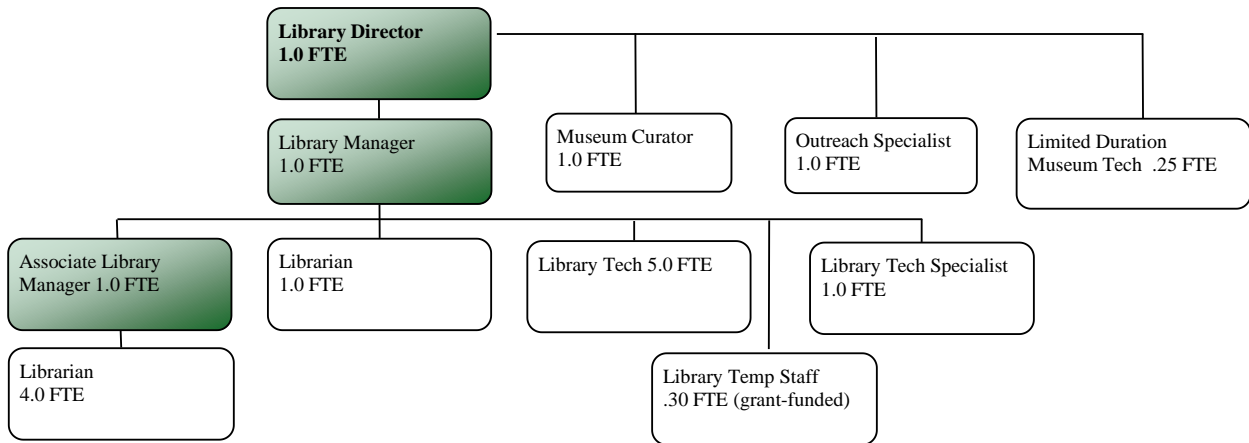 Library Director
1.0 FTE
Library Manager
1.0 FTE
Museum Curator
1.0 FTE
Outreach Specialist
1.0 FTE
Limited Duration
Museum Tech .25 FTE
Associate Library
Manager 1.0 FTE
Librarian
1.0 FTE
Library Tech 5.0 FTE
Library Tech Specialist
1.0 FTE
Librarian
4.0 FTE
Library Temp Staff
.30 FTE (grant-funded)